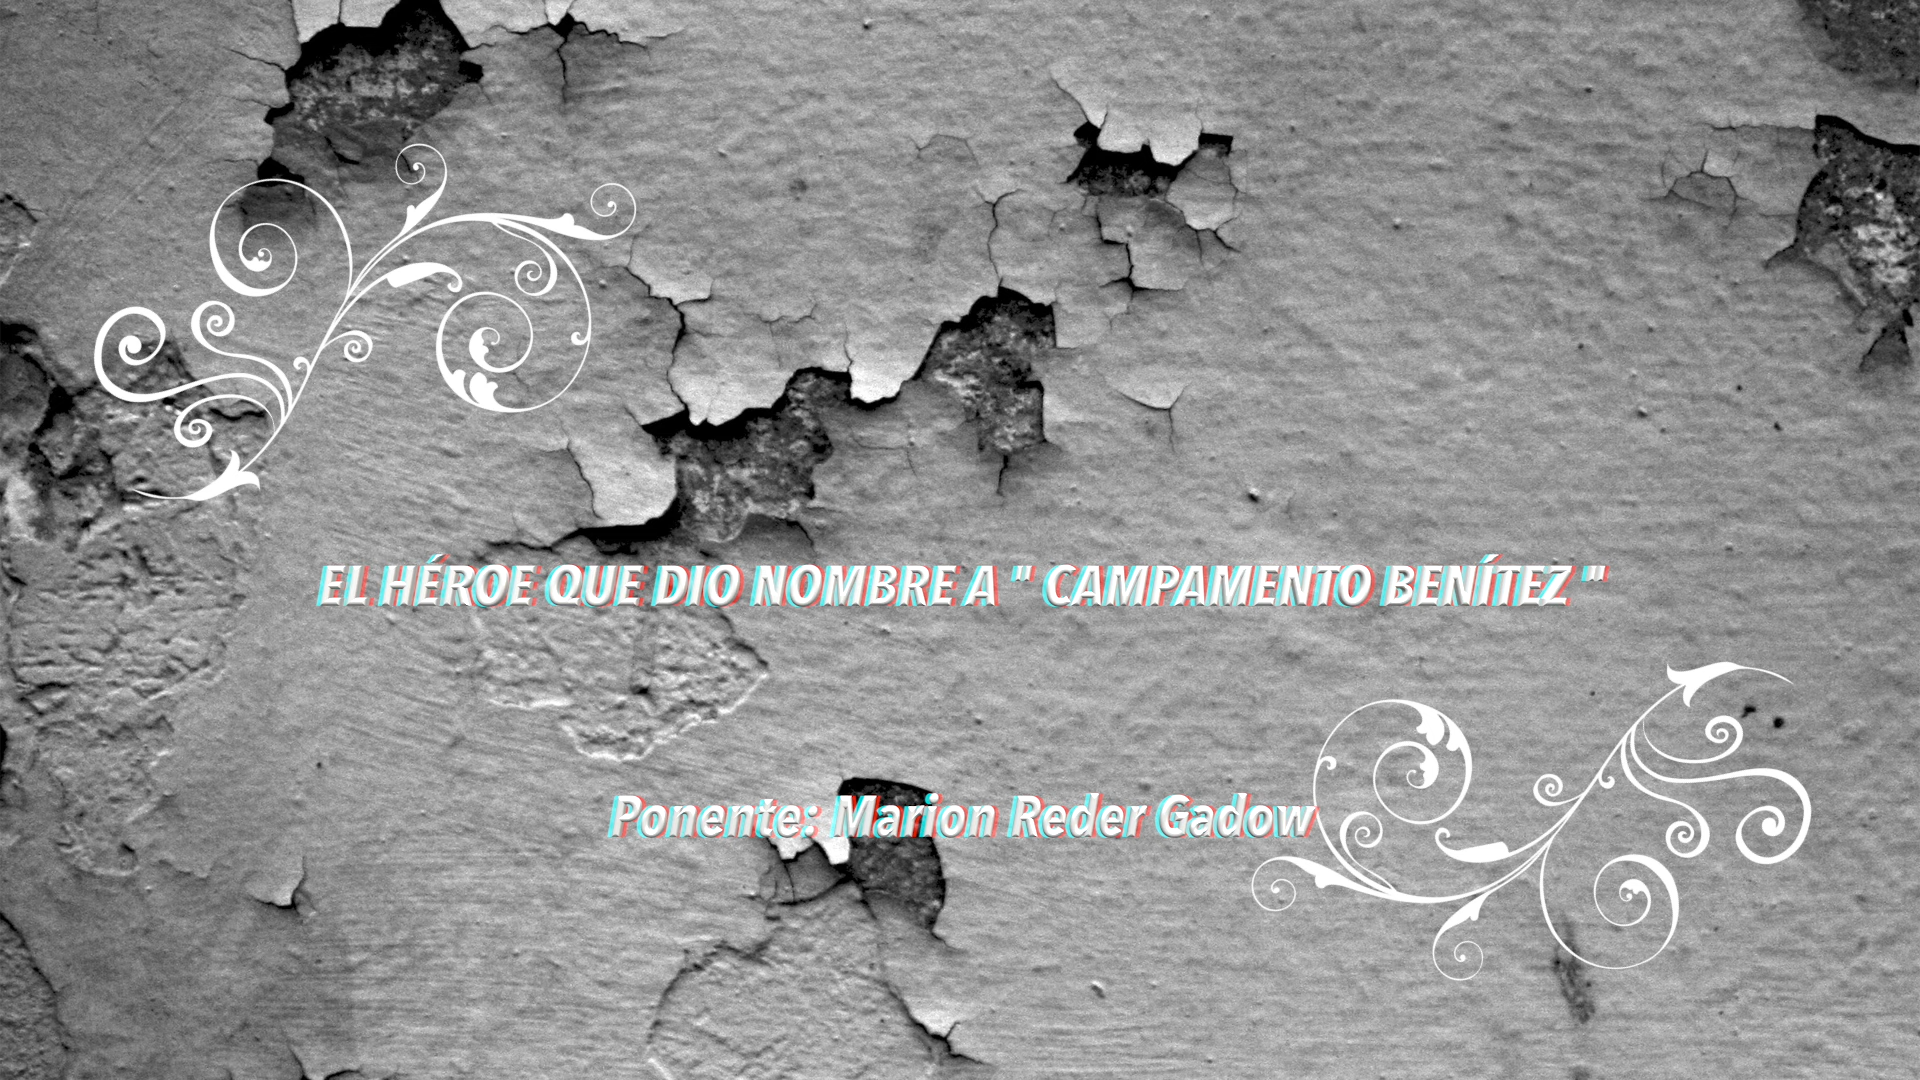 EL HÉROE QUE DIO NOMBRE A " CAMPAMENTO BENÍTEZ "
Ponente: Marion Reder Gadow